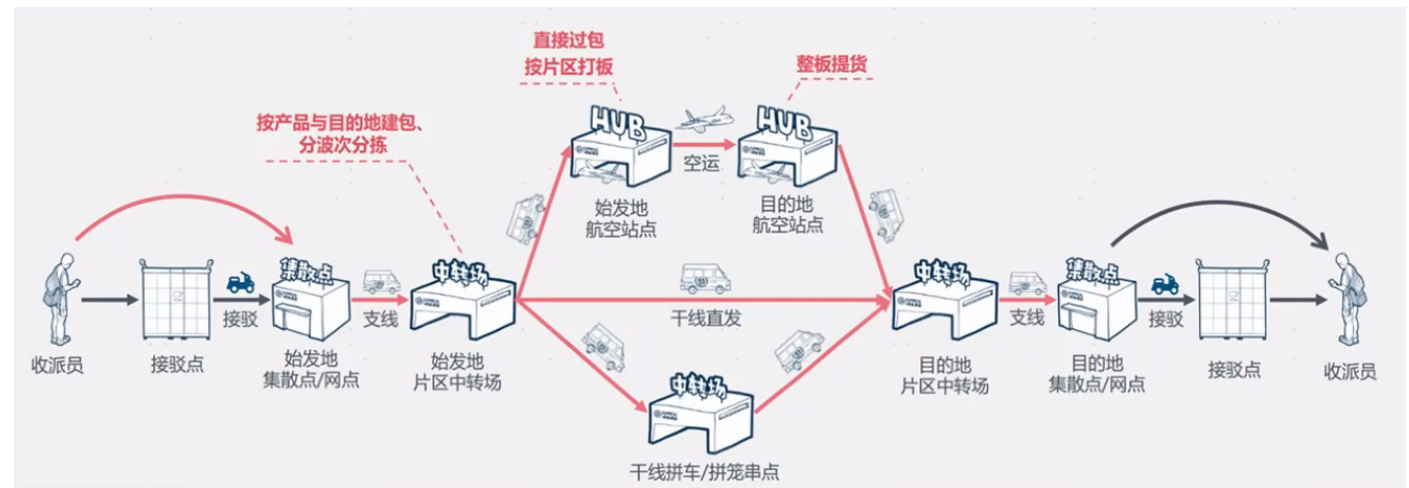 直接过包
按片区打板
整板提货
按产品与目的地建包、
分波次分拣
HUB
HUB
空运
始发地
航空站点
目的地
航空站点
集散点
中转场
中转场
集散点
接驳
支线
干线直发
支线
接驳
收派员
接驳点
始发地
集散点/网点
始发地
片区中转场
目的地
片区中转场
目的地
集散点/网点
接驳点
收派员
中转场
干线拼车/拼笼串点